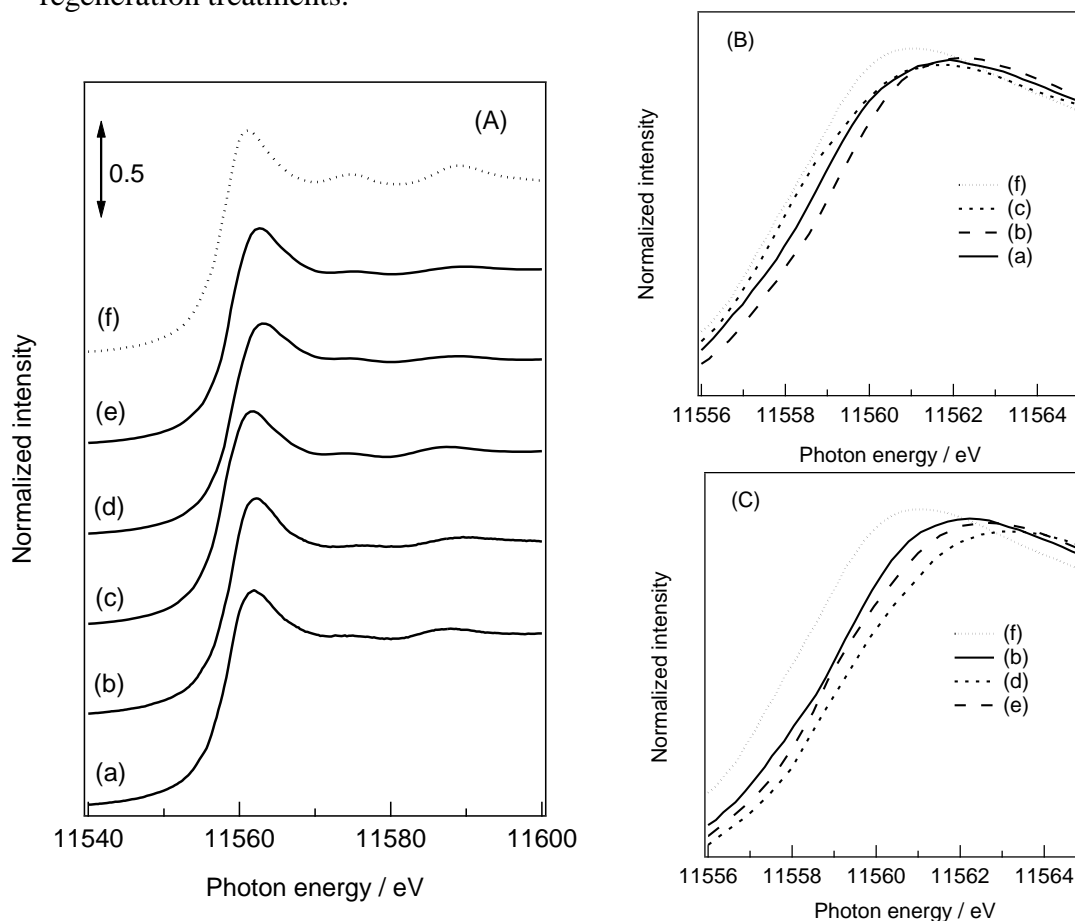 regeneration treatments.
(A)
0.5
(f)
(e)
(d)
(c)
(b)
(a)
Normalized intensity
11540 11560 11580 11600
Photon energy / eV
(B)
(f)
(c)
(b)
(a)
Normalized intensity
11556 11558 11560 11562 11564
Photon energy / eV
(C)
(f)
(b)
(d)
(e)
Normalized intensity
11556 11558 11560 11562 11564
Photon energy / eV